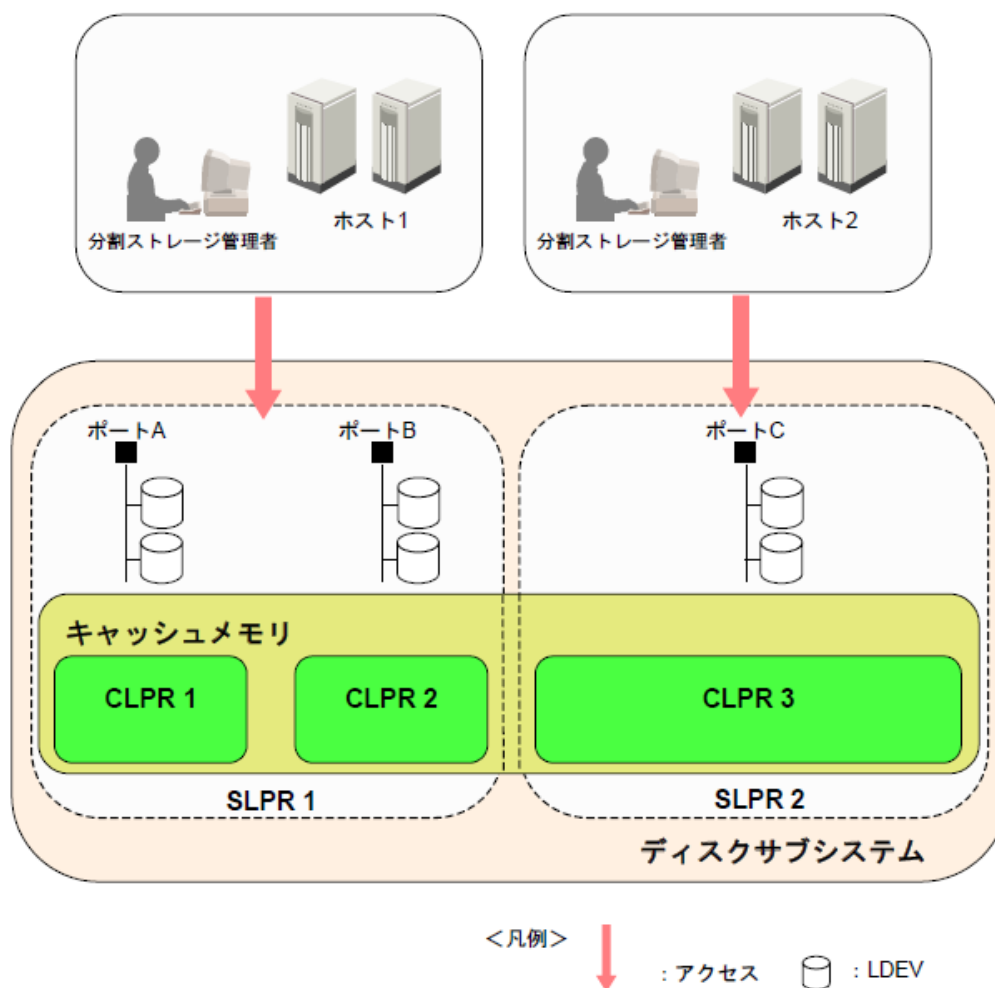 ホスト1
分割ストレージ管理者
ホスト2
分割ストレージ管理者
ポートA
ポートB
ポートC
キャッシュメモリ
CLPR 1
CLPR 2
CLPR 3
SLPR 1
SLPR 2
ディスクサブシステム
＜凡例＞
：アクセス
：LDEV